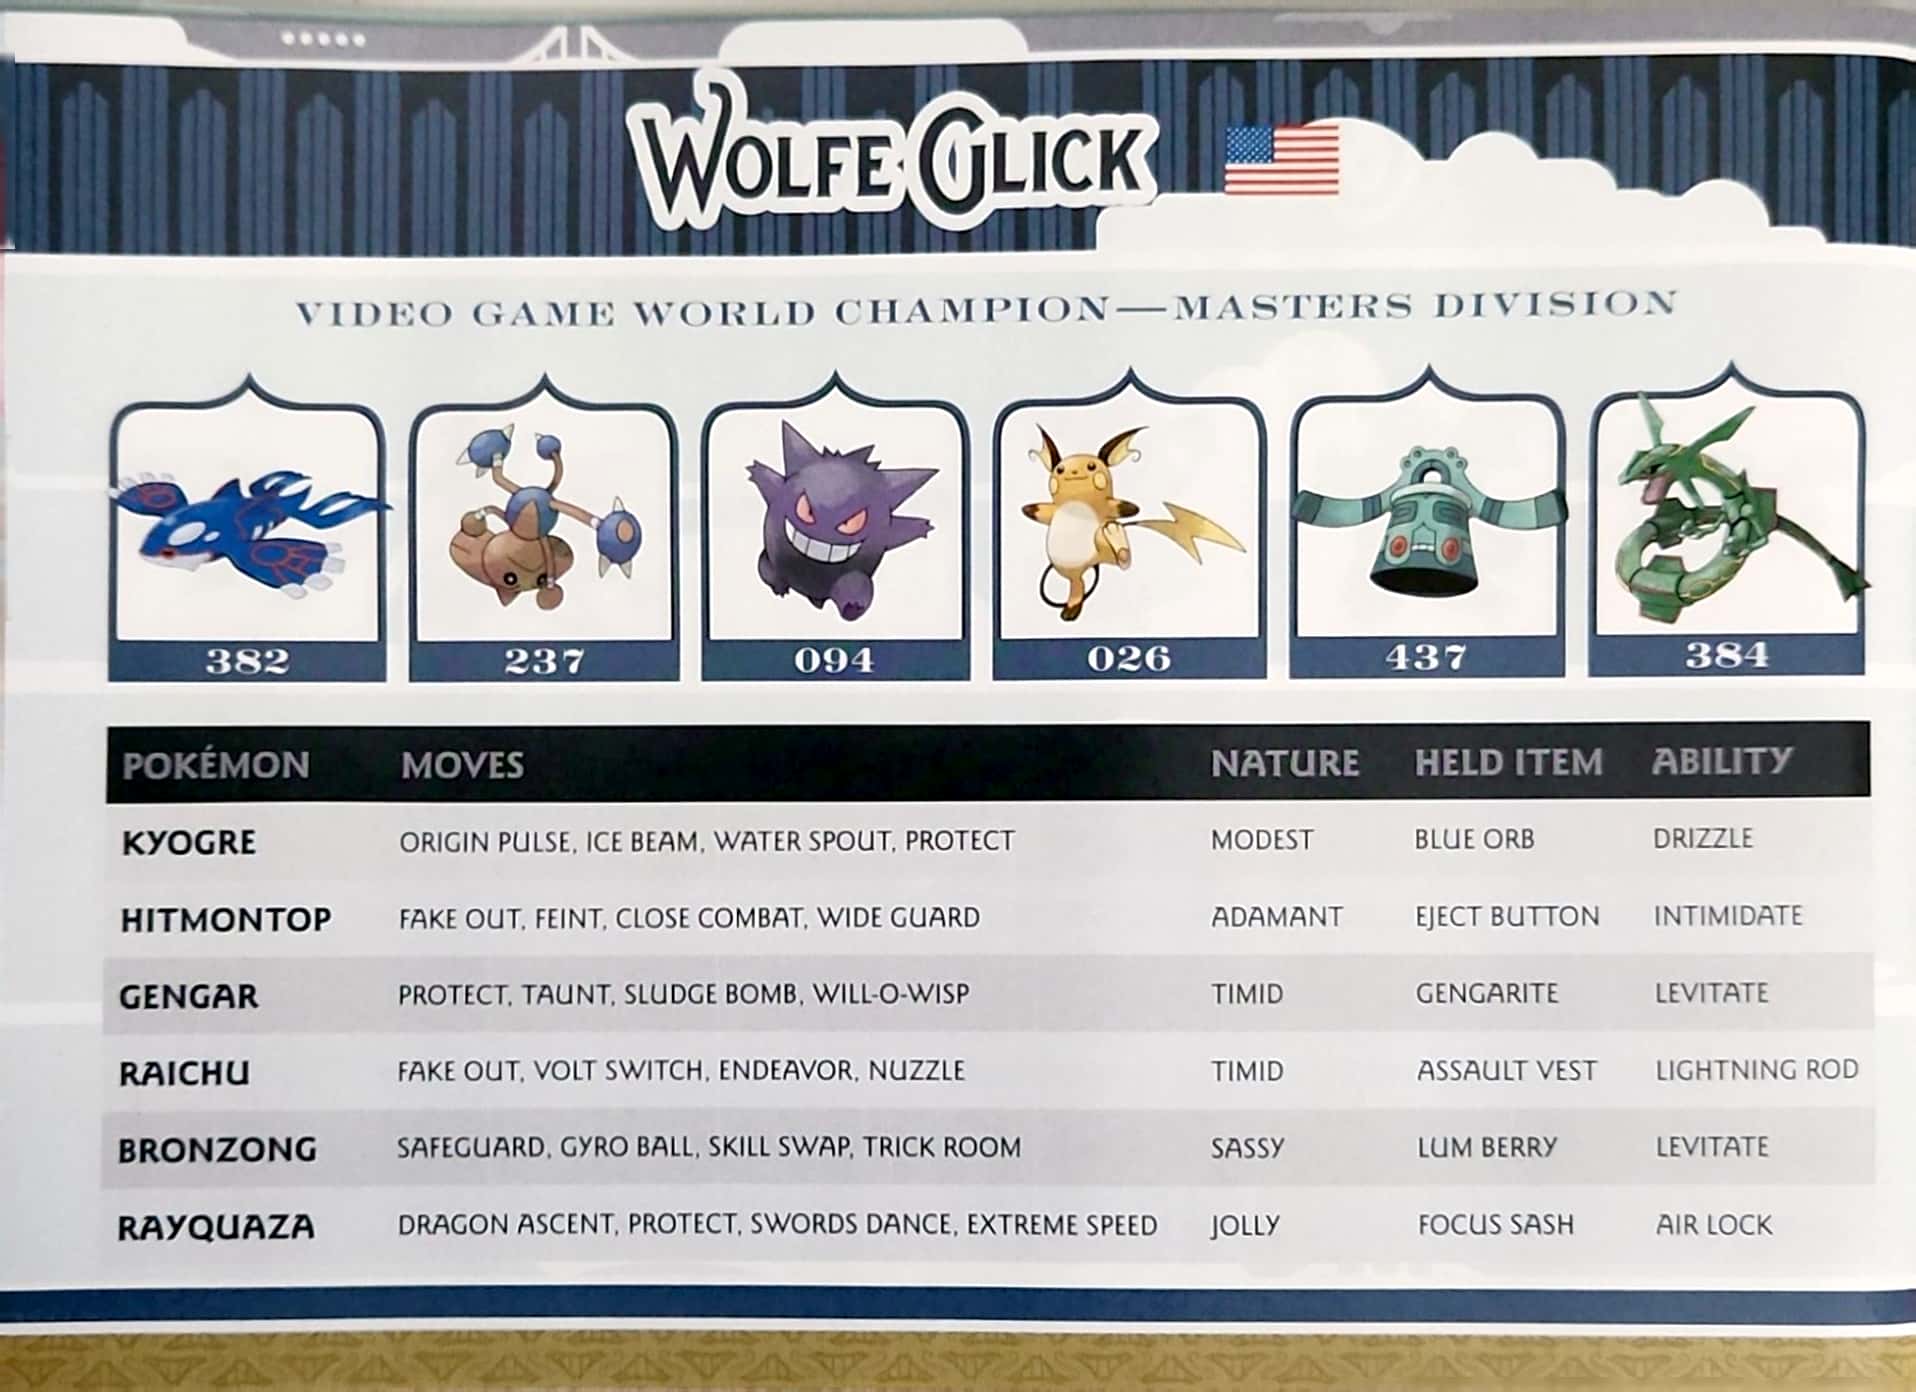 WOLFE GLICK
VIDEO GAME WORLD CHAMPION—MASTERS DIVISION
382 237 094 026 437 384
POKÉMON MOVES NATURE HELD ITEM ABILITY
KYOGRE ORIGIN PULSE, ICE BEAM, WATER SPOUT, PROTECT MODEST BLUE ORB DRIZZLE
HITMONTOP FAKE OUT, FEINT, CLOSE COMBAT, WIDE GUARD ADAMANT EJECT BUTTON INTIMIDATE
GENGAR PROTECT, TAUNT, SLUDGE BOMB, WILL-O-WISP TIMID GENGARITE LEVITATE
RAICHU FAKE OUT, VOLT SWITCH, ENDEAVOR, NUZZLE TIMID ASSAULT VEST LIGHTNING ROD
BRONZONG SAFEGUARD, GYRO BALL, SKILL SWAP, TRICK ROOM SASSY LUM BERRY LEVITATE
RAYQUAZA DRAGON ASCENT, PROTECT, SWORDS DANCE, EXTREME SPEED JOLLY FOCUS SASH AIR LOCK